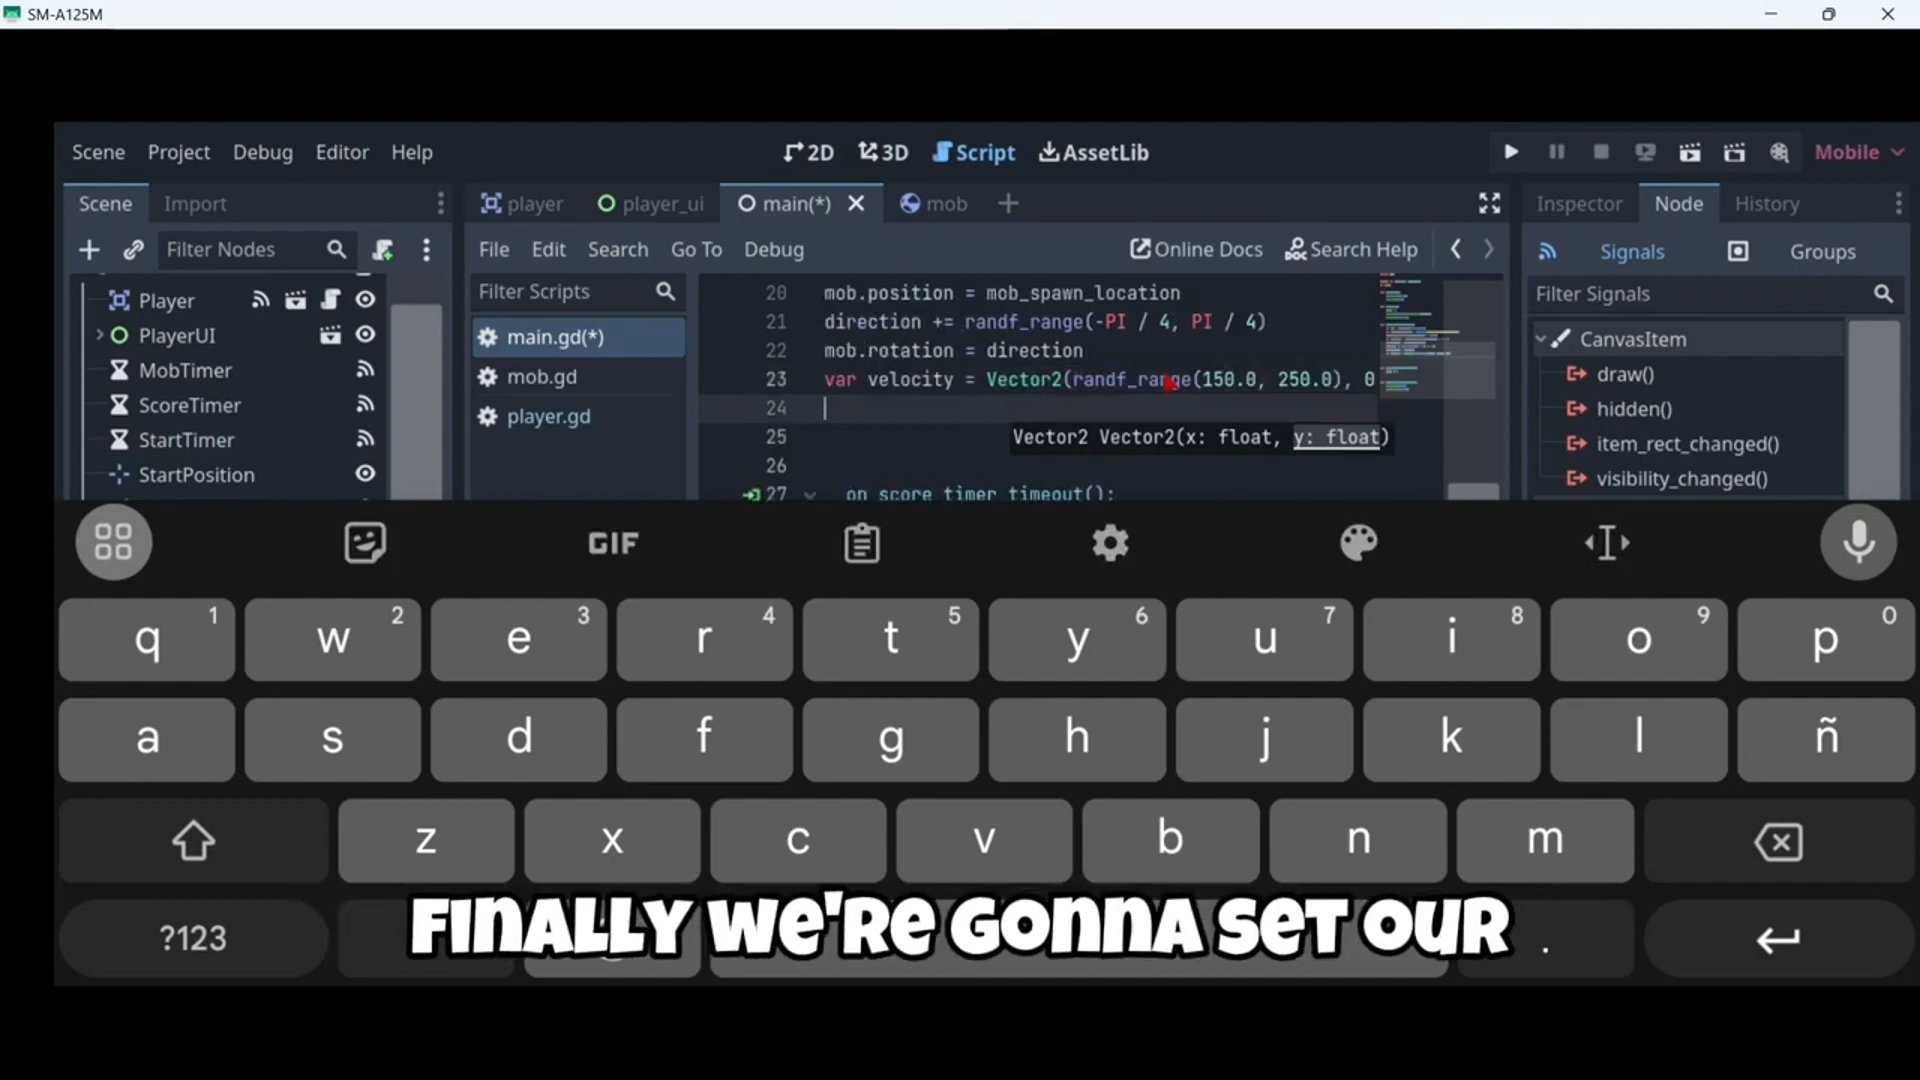 SM-A125M
Scene Project Debug Editor Help
2D 3D Script AssetLib
Mobile
Scene Import
player player_ui main(*) mob
Inspector Node History
Filter Nodes
File Edit Search Go To Debug
Online Docs Search Help
Signals Groups
Filter Scripts
Filter Signals
Player
PlayerUI
MobTimer
ScoreTimer
StartTimer
StartPosition
main.gd(*)
mob.gd
player.gd
20 mob.position = mob_spawn_location
21 direction += randf_range(-PI / 4, PI / 4)
22 mob.rotation = direction
23 var velocity = Vector2(randf_range(150.0, 250.0), 0
24
25
Vector2 Vector2(x: float, y: float)
26
27 on_score_timer_timeout():
CanvasItem
draw()
hidden()
item_rect_changed()
visibility_changed()
GIF
q 1 w 2 e 3 r 4 t 5 y 6 u 7 i 8 o 9 p 0
a s d f g h j k l ñ
z x c v b n m
?123 .
FINALLY WE'RE GONNA SET OUR